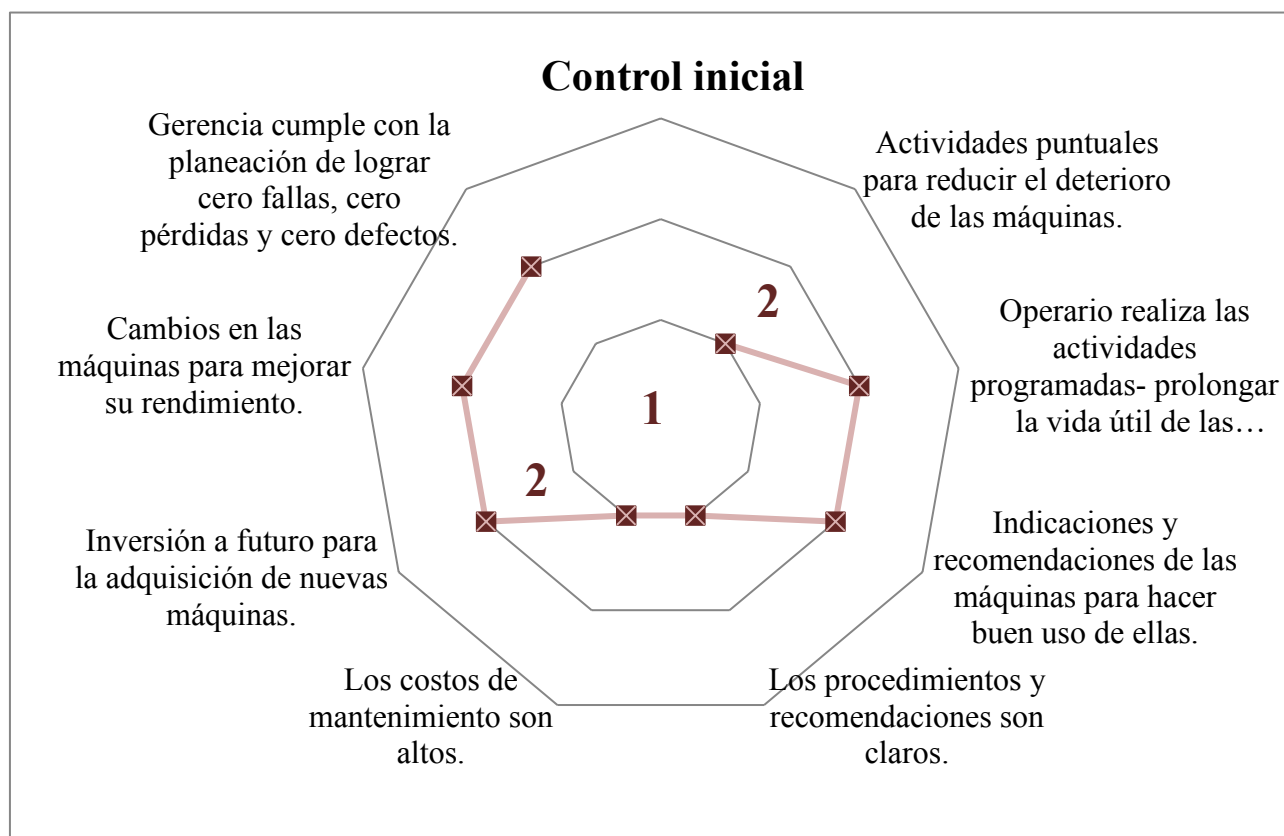 Control inicial
Gerencia cumple con la
planeación de lograr
cero fallas, cero
pérdidas y cero defectos.
Actividades puntuales
para reducir el deterioro
de las máquinas.
2
Operario realiza las
actividades
programadas- prolongar
la vida útil de las…
Cambios en las
máquinas para mejorar
su rendimiento.
1
2
Indicaciones y
recomendaciones de las
máquinas para hacer
buen uso de ellas.
Inversión a futuro para
la adquisición de nuevas
máquinas.
Los costos de
mantenimiento son
altos.
Los procedimientos y
recomendaciones son
claros.